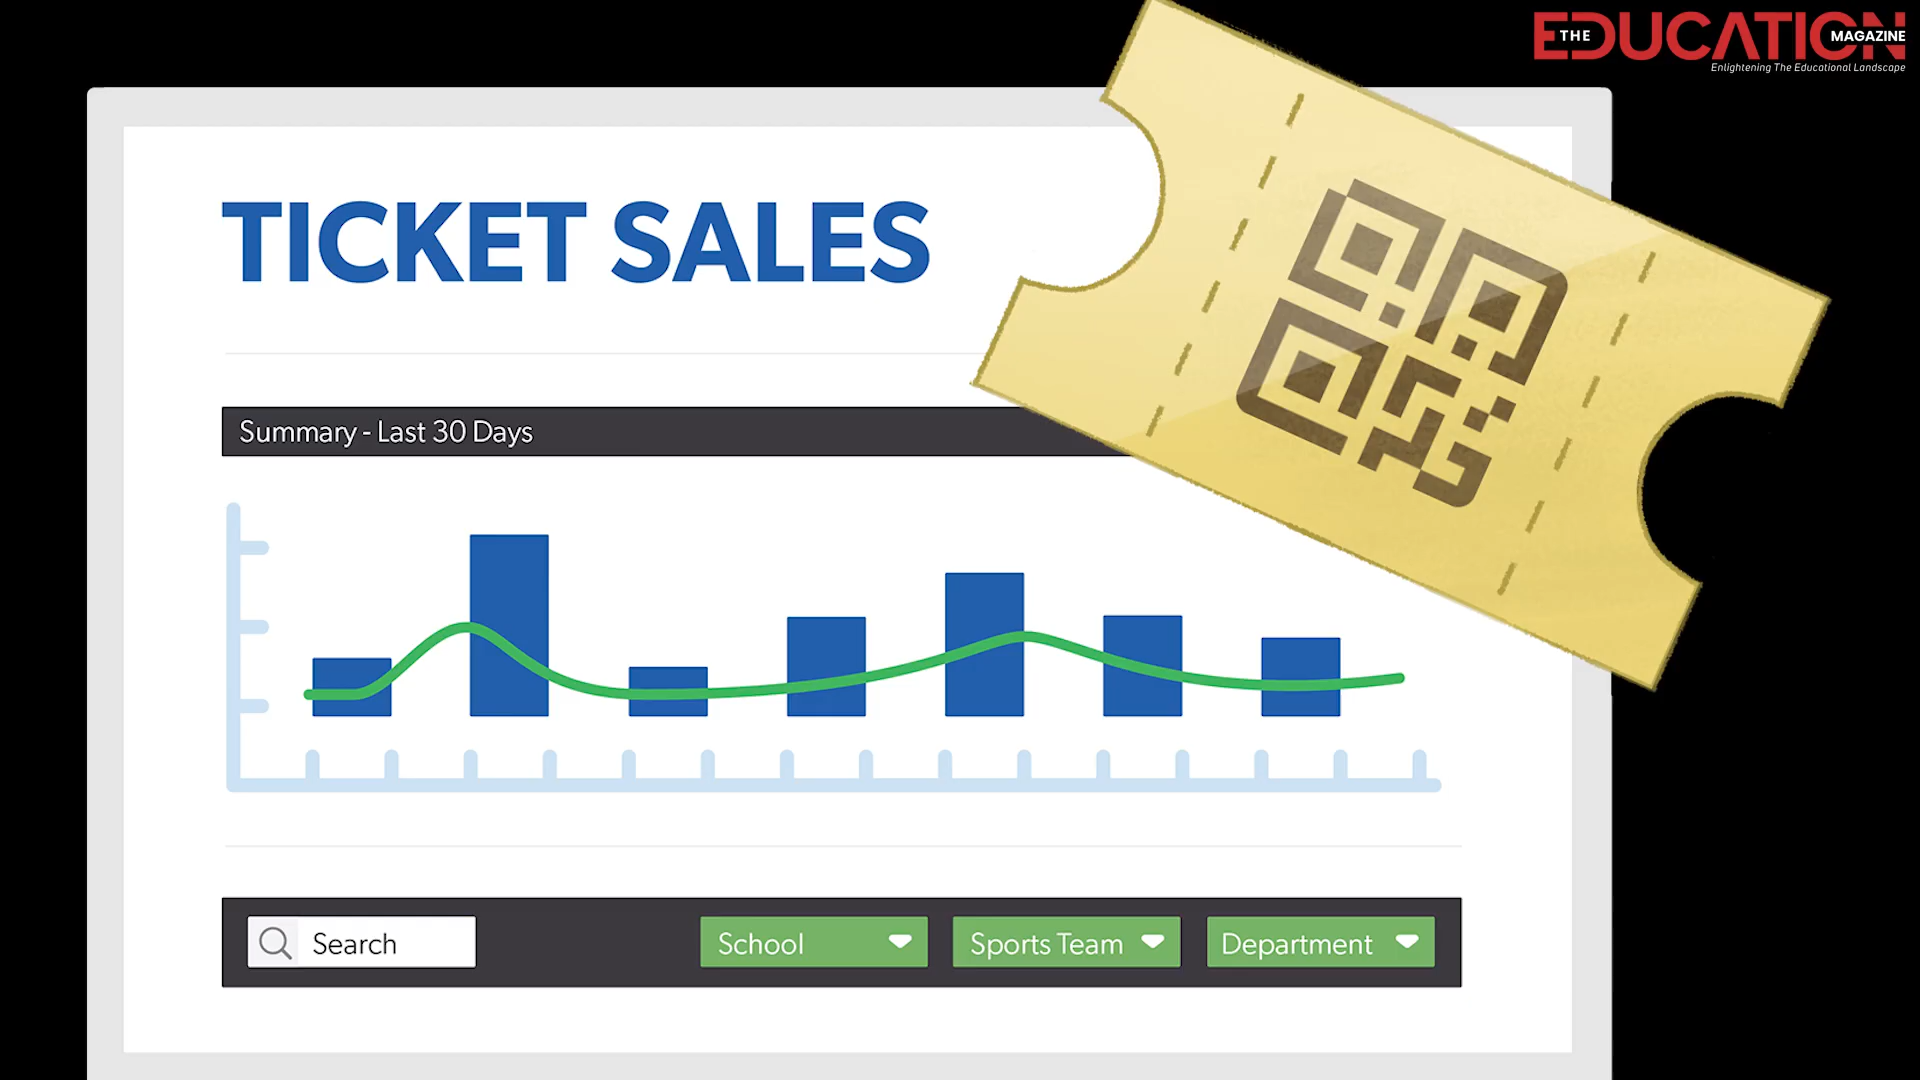 THE EDUCATION MAGAZINE
Enlightening The Educational Landscape
TICKET SALES
Summary - Last 30 Days
Search
School
Sports Team
Department